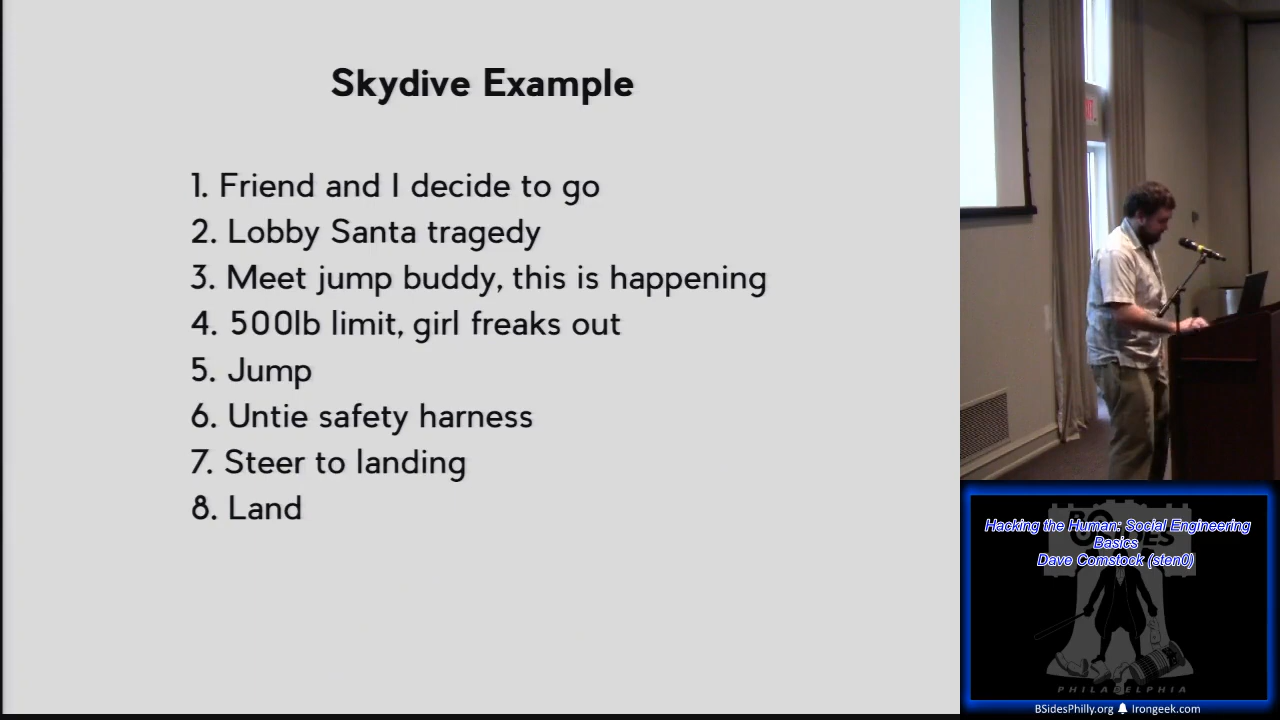 Skydive Example
1. Friend and I decide to go
2. Lobby Santa tragedy
3. Meet jump buddy, this is happening
4. 500lb limit, girl freaks out
5. Jump
6. Untie safety harness
7. Steer to landing
8. Land
Hacking the Human: Social Engineering
Basics
Dave Comstock (sten0)
PHILADELPHIA
BSidesPhilly.org Irongeek.com